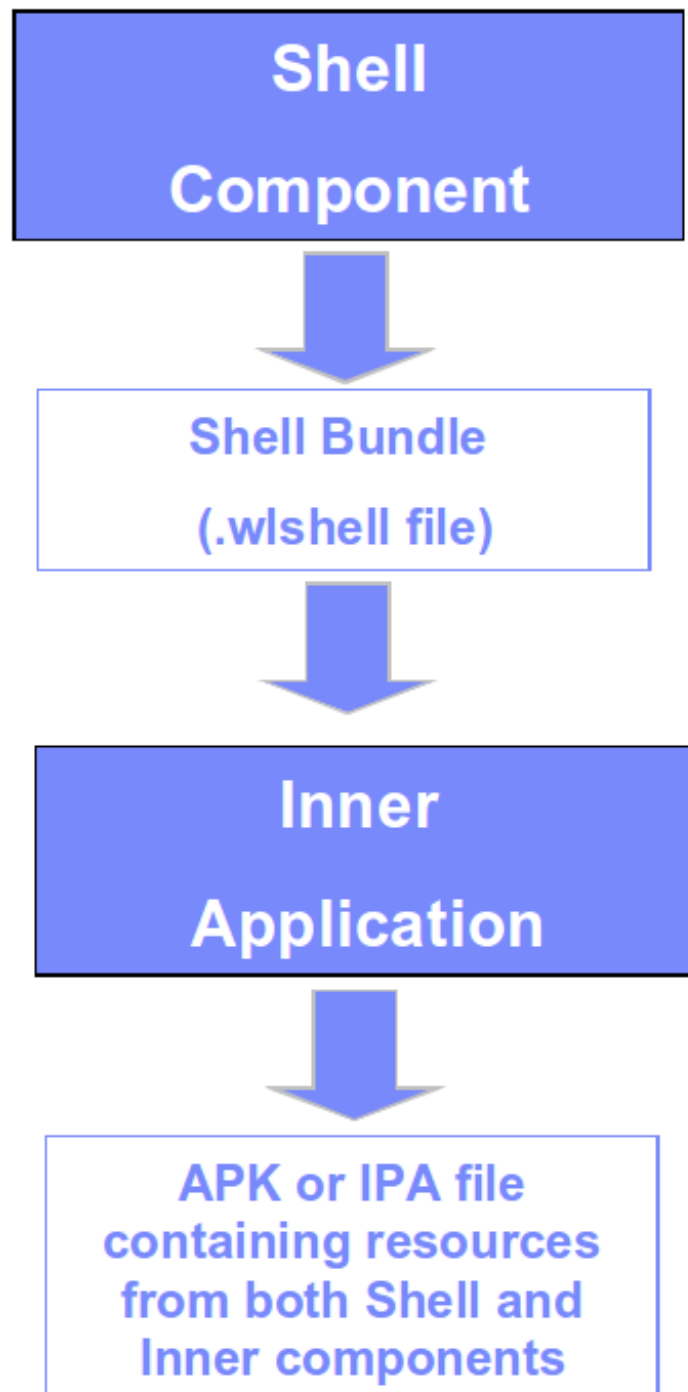 Shell
Component
Shell Bundle
(.wlshell file)
Inner
Application
APK or IPA file
containing resources
from both Shell and
Inner components